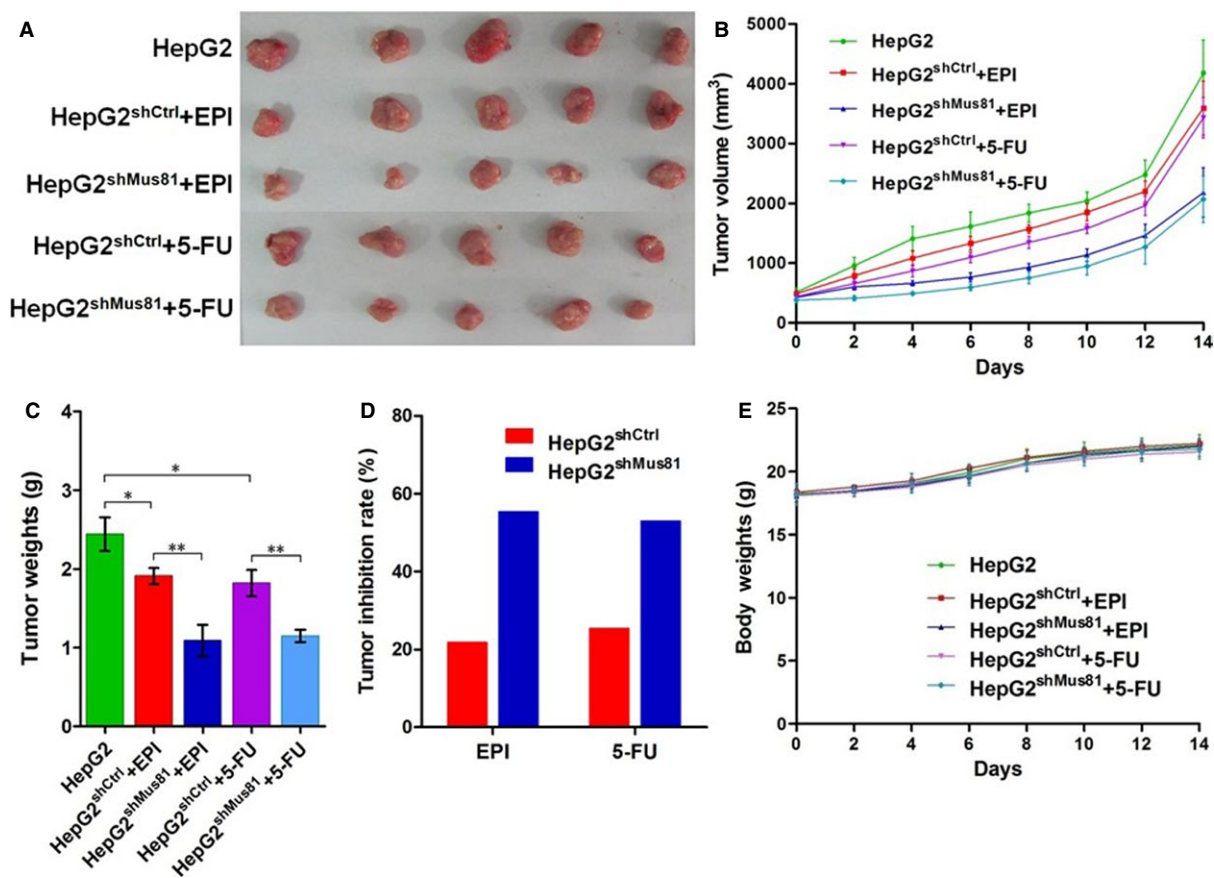 A
HepG2
HepG2shCtrl+EPI
HepG2shMus81+EPI
HepG2shCtrl+5-FU
HepG2shMus81+5-FU
B
Tumor volume (mm3)
5000
4000
3000
2000
1000
0
HepG2
HepG2shCtrl+EPI
HepG2shMus81+EPI
HepG2shCtrl+5-FU
HepG2shMus81+5-FU
0 2 4 6 8 10 12 14
Days
C
Tumor weights (g)
4
3
2
1
0
*
*
**
**
HepG2
HepG2shCtrl+EPI
HepG2shMus81+EPI
HepG2shCtrl+5-FU
HepG2shMus81+5-FU
D
Tumor inhibition rate (%)
80
60
40
20
0
HepG2shCtrl
HepG2shMus81
EPI 5-FU
E
Body weights (g)
25
20
15
10
5
0
HepG2
HepG2shCtrl+EPI
HepG2shMus81+EPI
HepG2shCtrl+5-FU
HepG2shMus81+5-FU
0 2 4 6 8 10 12 14
Days